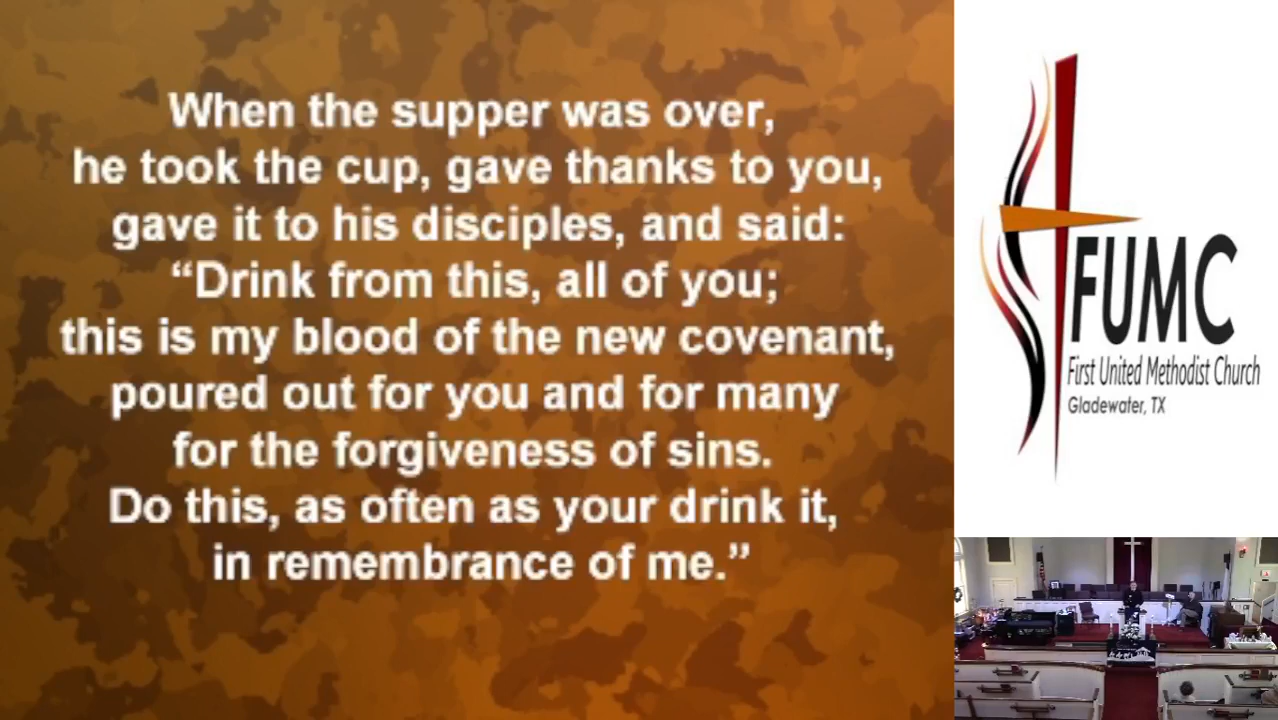 When the supper was over,
he took the cup, gave thanks to you,
gave it to his disciples, and said:
“Drink from this, all of you;
this is my blood of the new covenant,
poured out for you and for many
for the forgiveness of sins.
Do this, as often as your drink it,
in remembrance of me.”
FUMC
First United Methodist Church
Gladewater, TX